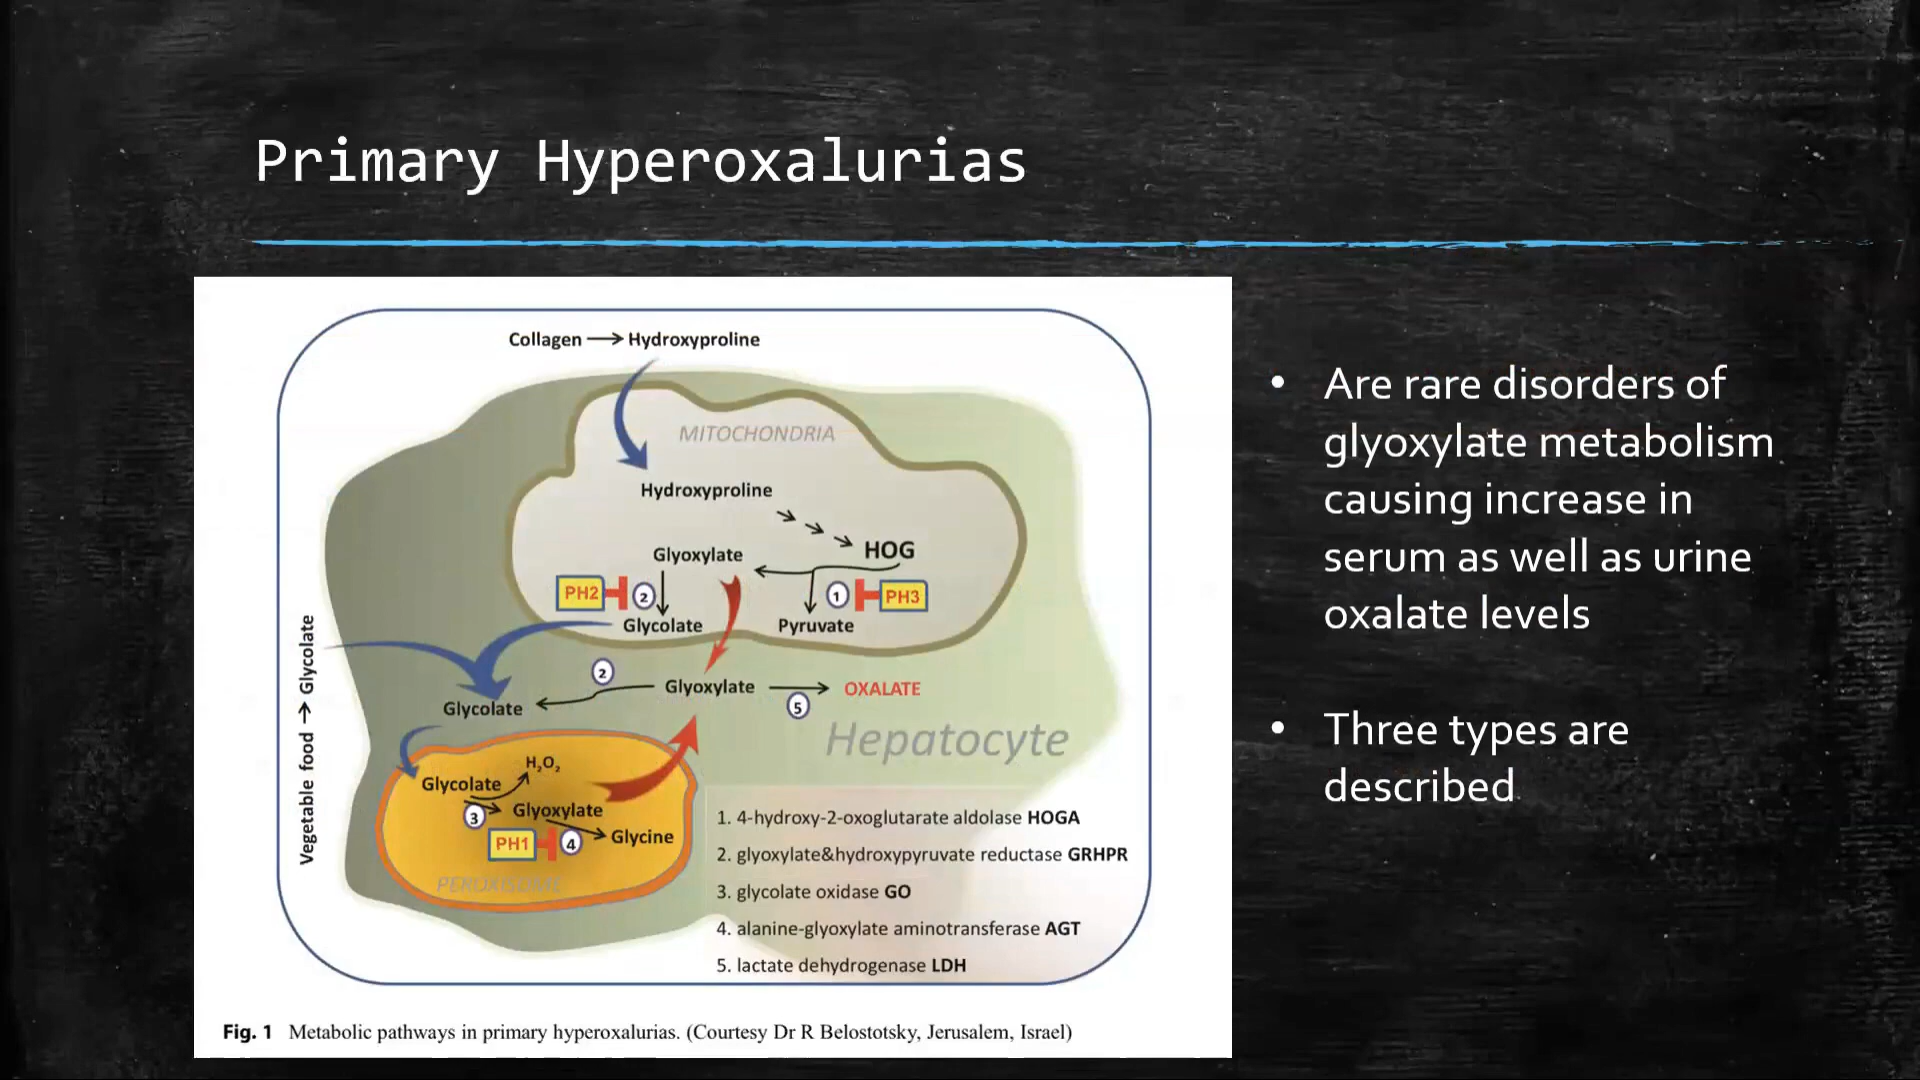 Primary Hyperoxalurias
Collagen → Hydroxyproline
MITOCHONDRIA
Hydroxyproline
HOG
Glyoxylate
PH2
2
1
PH3
Glycolate
Pyruvate
Vegetable food → Glycolate
2
Glyoxylate
OXALATE
5
Glycolate
Hepatocyte
H₂O₂
Glycolate
3
Glyoxylate
PH1
4
Glycine
PEROXISOME
1. 4-hydroxy-2-oxoglutarate aldolase HOGA
2. glyoxylate&hydroxypyruvate reductase GRHPR
3. glycolate oxidase GO
4. alanine-glyoxylate aminotransferase AGT
5. lactate dehydrogenase LDH
Fig. 1 Metabolic pathways in primary hyperoxalurias. (Courtesy Dr R Belostotsky, Jerusalem, Israel)
• Are rare disorders of
glyoxylate metabolism
causing increase in
serum as well as urine
oxalate levels
• Three types are
described